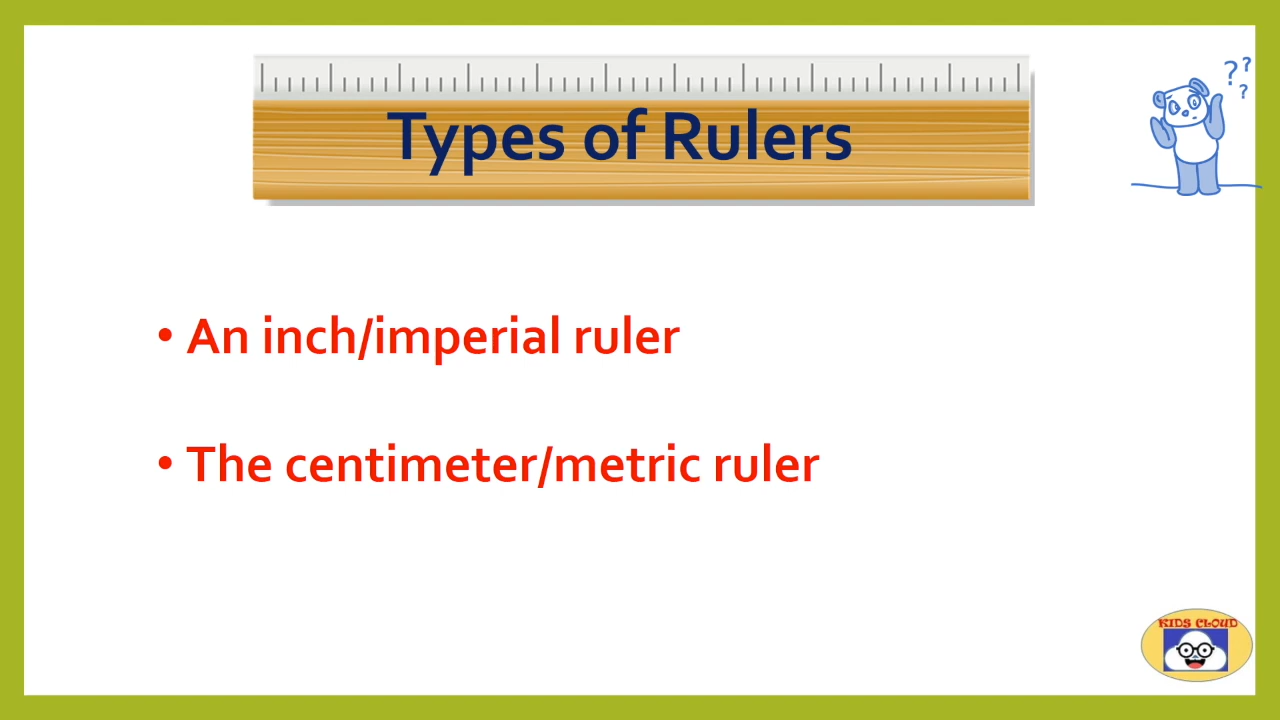 ? ? ?
Types of Rulers
• An inch/imperial ruler
• The centimeter/metric ruler
KIDS CLOUD